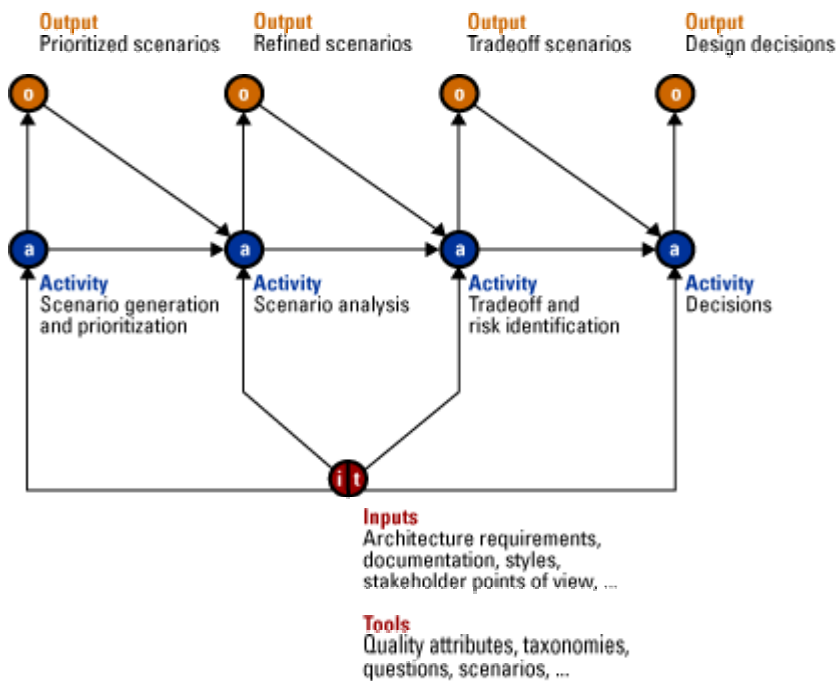 Output
Prioritized scenarios
Output
Refined scenarios
Output
Tradeoff scenarios
Output
Design decisions
o
o
o
o
a
a
a
a
Activity
Scenario generation
and prioritization
Activity
Scenario analysis
Activity
Tradeoff and
risk identification
Activity
Decisions
i t
Inputs
Architecture requirements,
documentation, styles,
stakeholder points of view, ...
Tools
Quality attributes, taxonomies,
questions, scenarios, ...